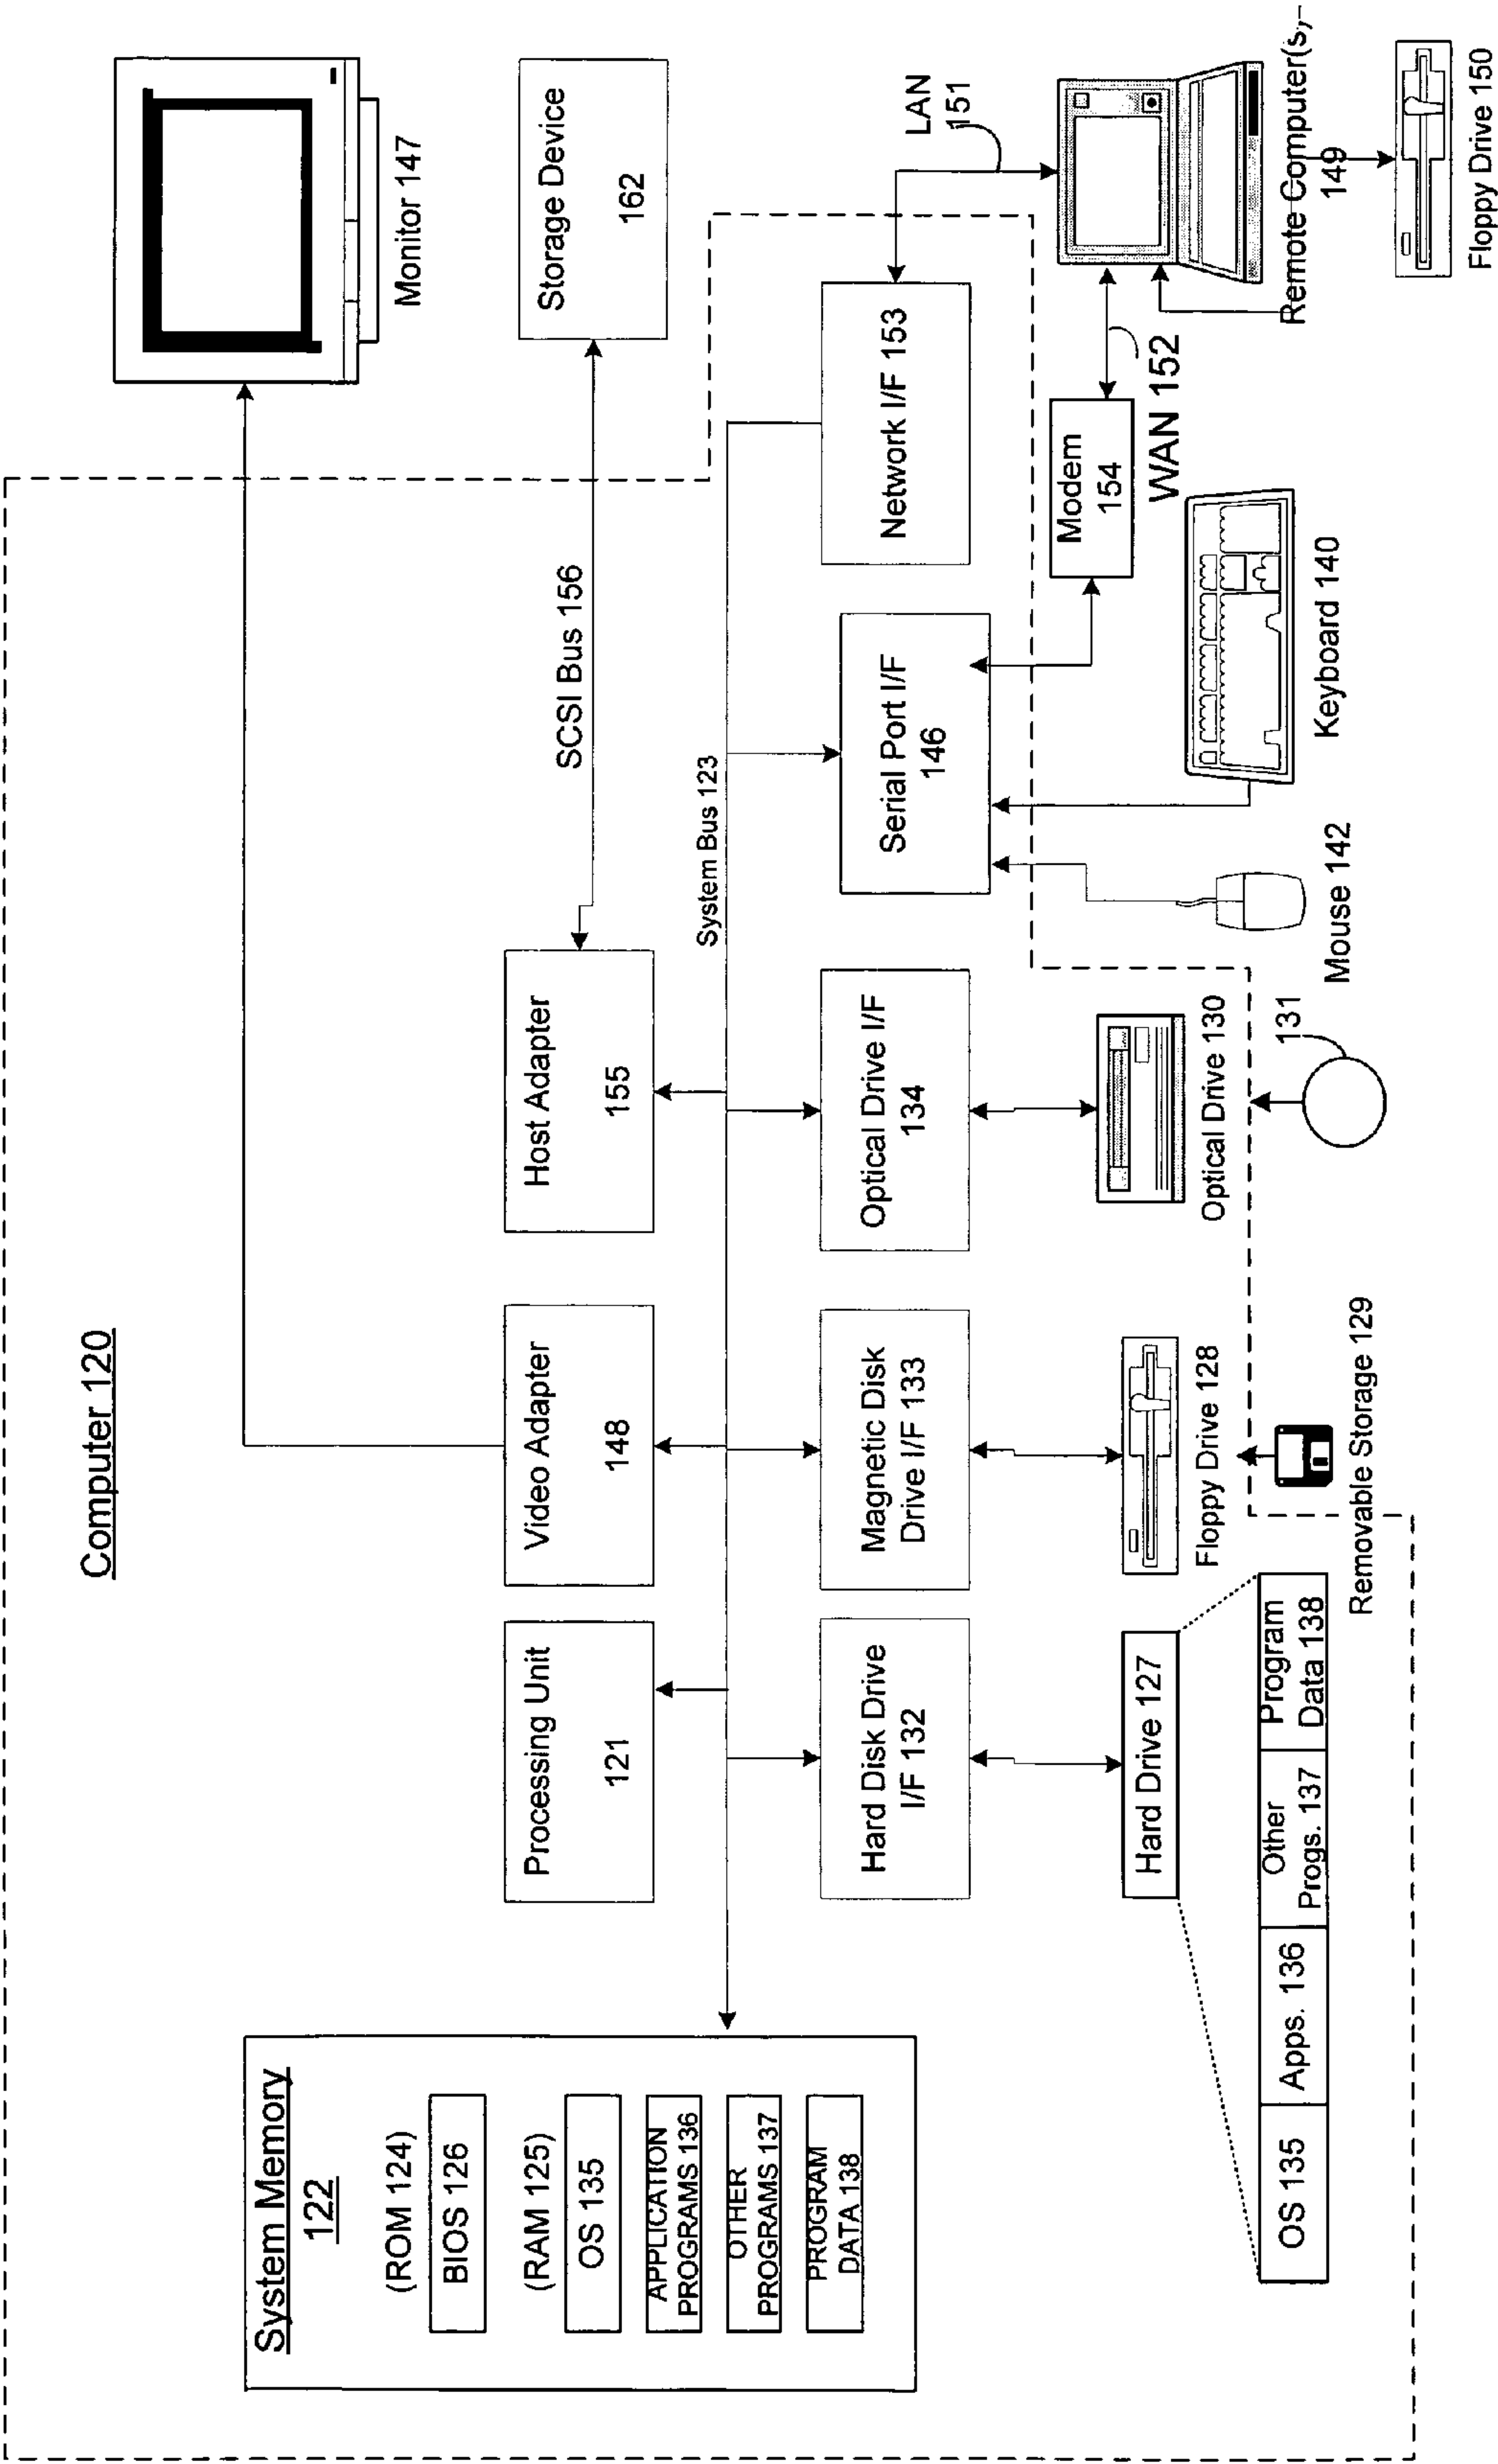 Computer 120
System Memory
122
(ROM 124)
BIOS 126
(RAM 125)
OS 135
APPLICATION
PROGRAMS 136
OTHER
PROGRAMS 137
PROGRAM
DATA 138
Processing Unit
121
Video Adapter
148
Host Adapter
155
SCSI Bus 156
Monitor 147
Storage Device
162
System Bus 123
Hard Disk Drive
I/F 132
Magnetic Disk
Drive I/F 133
Optical Drive I/F
134
Serial Port I/F
146
Network I/F 153
LAN
151
Hard Drive 127
Floppy Drive 128
Optical Drive 130
Modem
154
WAN 152
OS 135
Apps. 136
Other
Progs. 137
Program
Data 138
Removable Storage 129
131
Mouse 142
Keyboard 140
Remote Computer(s,
149
Floppy Drive 150